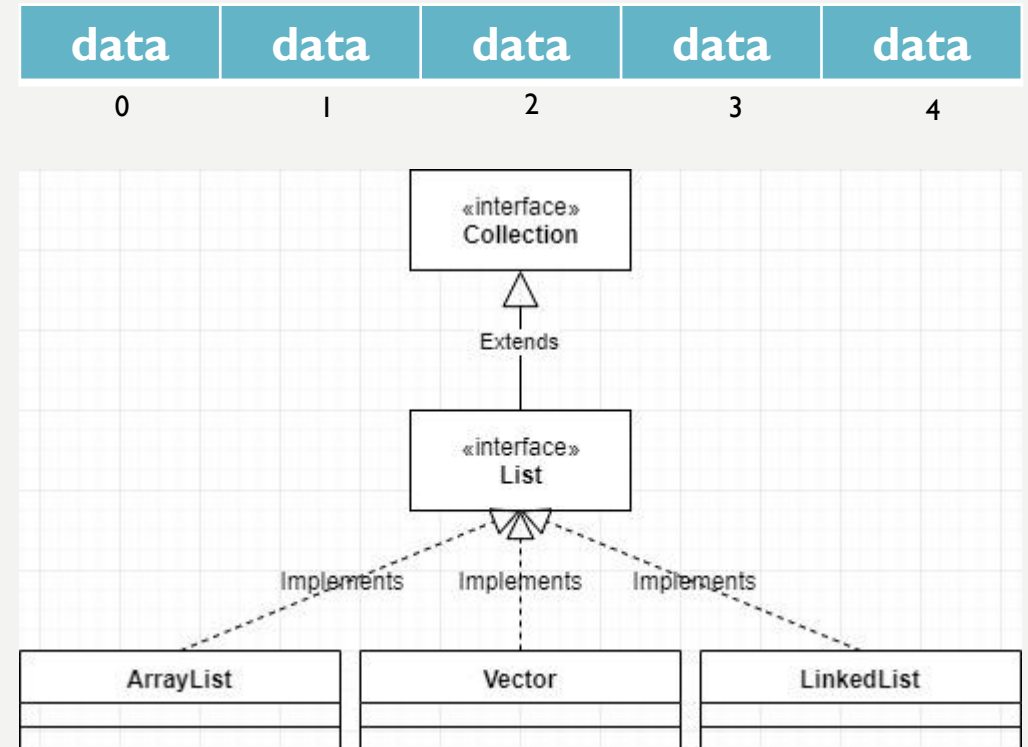 data data data data data
0 1 2 3 4
«interface»
Collection
Extends
«interface»
List
Implements Implements Implements
ArrayList Vector LinkedList